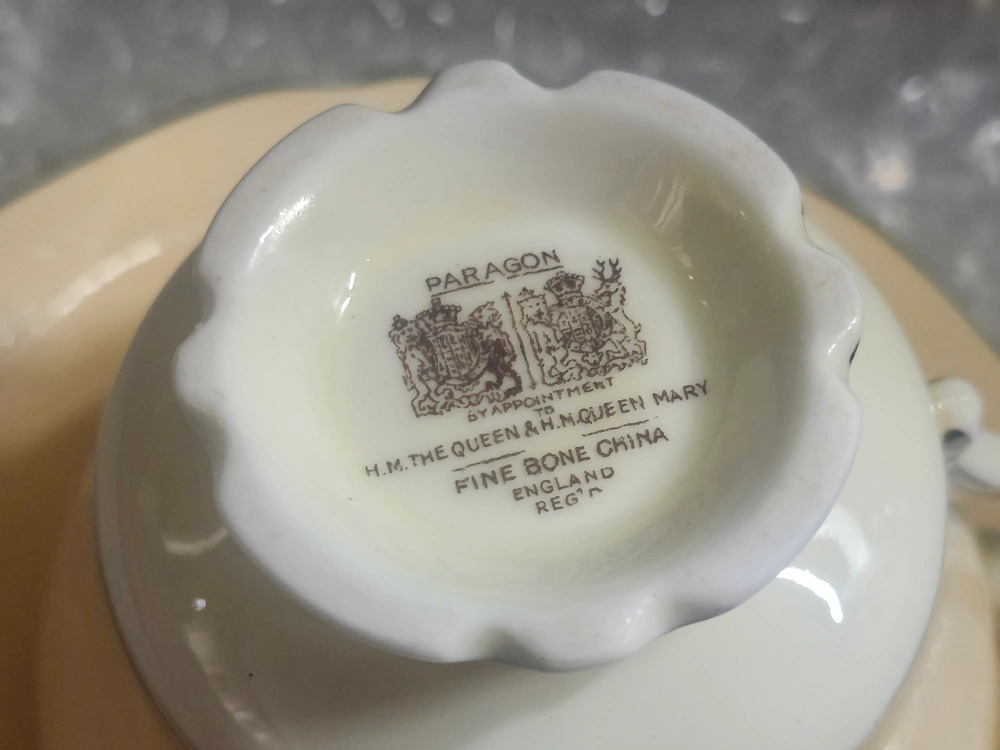 PARAGON
BY APPOINTMENT
TO
H.M. THE QUEEN & H.M. QUEEN MARY
FINE BONE CHINA
ENGLAND
REG'D